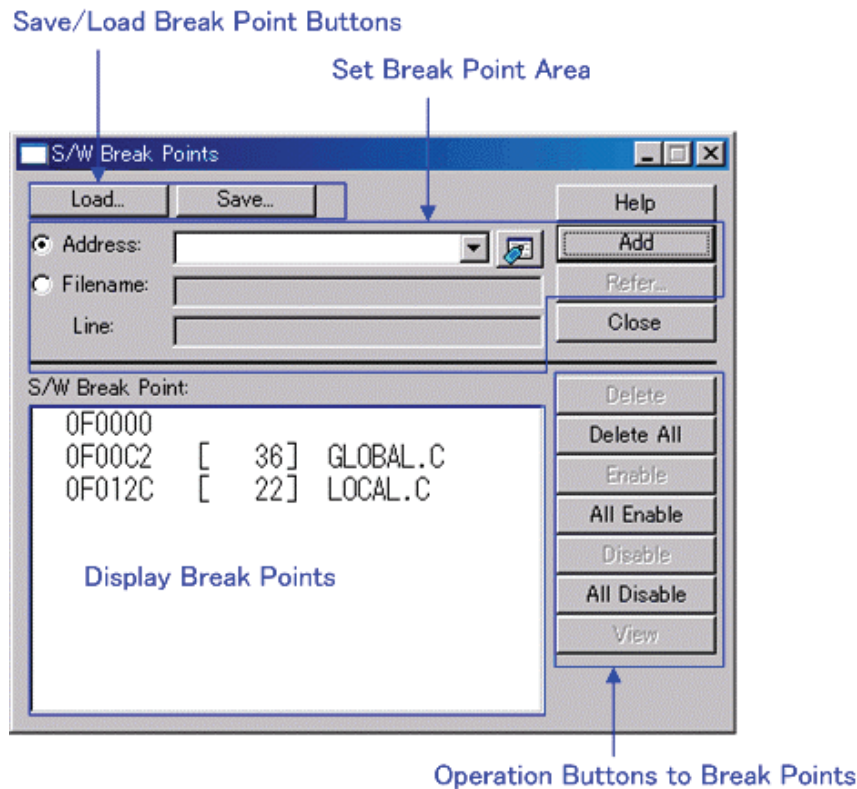 Save/Load Break Point Buttons
Set Break Point Area
S/W Break Points
Load...
Save...
Help
Address:
Add
Filename:
Refer...
Line:
Close
S/W Break Point:
Delete
0F0000
Delete All
0F00C2 [ 36] GLOBAL.C
Enable
0F012C [ 22] LOCAL.C
All Enable
Disable
Display Break Points
All Disable
View
Operation Buttons to Break Points